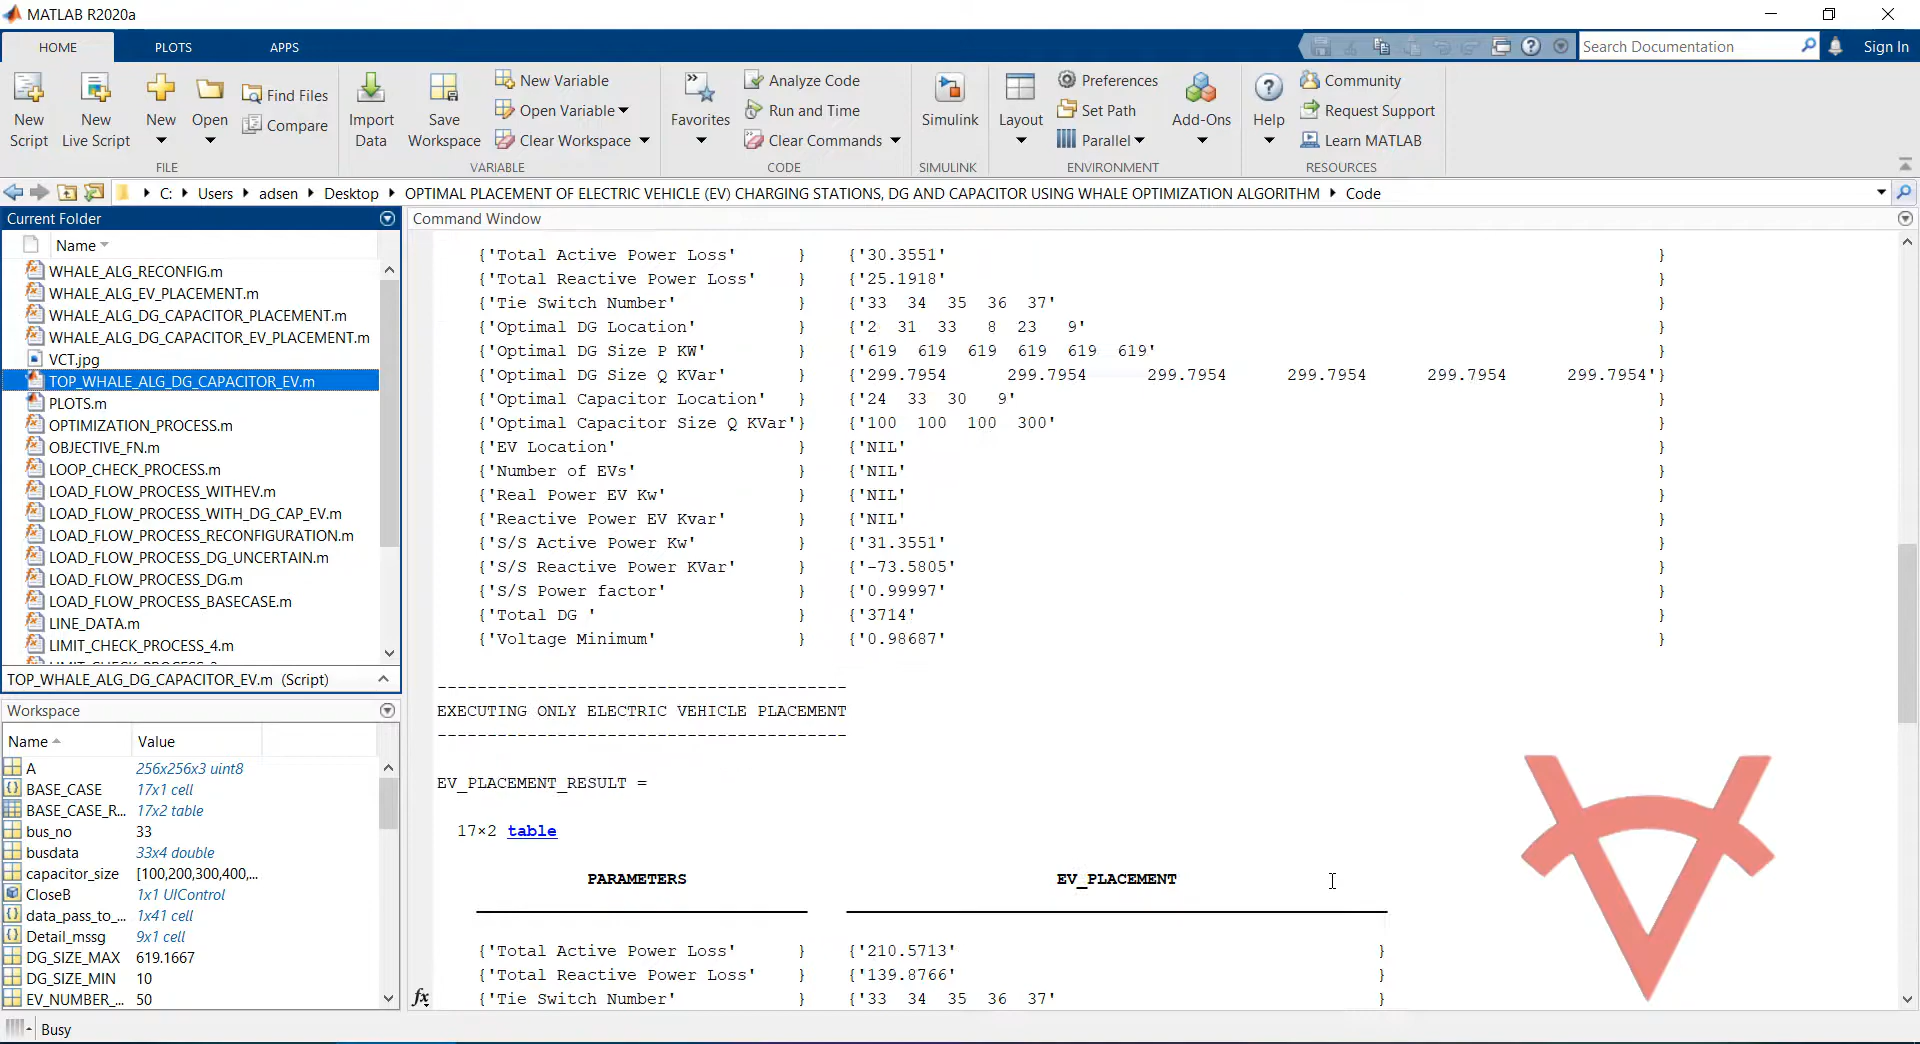 MATLAB R2020a
HOME PLOTS APPS
Search Documentation
Sign In
New Script
New Live Script
New
Open
Find Files
Compare
FILE
Import Data
Save Workspace
New Variable
Open Variable
Clear Workspace
VARIABLE
Favorites
Analyze Code
Run and Time
Clear Commands
CODE
Simulink
SIMULINK
Layout
Preferences
Set Path
Parallel
Add-Ons
ENVIRONMENT
Help
Community
Request Support
Learn MATLAB
RESOURCES
C: Users adsen Desktop OPTIMAL PLACEMENT OF ELECTRIC VEHICLE (EV) CHARGING STATIONS, DG AND CAPACITOR USING WHALE OPTIMIZATION ALGORITHM Code
Current Folder
Name
WHALE_ALG_RECONFIG.m
WHALE_ALG_EV_PLACEMENT.m
WHALE_ALG_DG_CAPACITOR_PLACEMENT.m
WHALE_ALG_DG_CAPACITOR_EV_PLACEMENT.m
VCT.jpg
TOP_WHALE_ALG_DG_CAPACITOR_EV.m
PLOTS.m
OPTIMIZATION_PROCESS.m
OBJECTIVE_FN.m
LOOP_CHECK_PROCESS.m
LOAD_FLOW_PROCESS_WITHEV.m
LOAD_FLOW_PROCESS_WITH_DG_CAP_EV.m
LOAD_FLOW_PROCESS_RECONFIGURATION.m
LOAD_FLOW_PROCESS_DG_UNCERTAIN.m
LOAD_FLOW_PROCESS_DG.m
LOAD_FLOW_PROCESS_BASECASE.m
LINE_DATA.m
LIMIT_CHECK_PROCESS_4.m
TOP_WHALE_ALG_DG_CAPACITOR_EV.m (Script)
Workspace
Name Value
A 256x256x3 uint8
BASE_CASE 17x1 cell
BASE_CASE_R... 17x2 table
bus_no 33
busdata 33x4 double
capacitor_size [100,200,300,400,...
CloseB 1x1 UIControl
data_pass_to_... 1x41 cell
Detail_mssg 9x1 cell
DG_SIZE_MAX 619.1667
DG_SIZE_MIN 10
EV_NUMBER_... 50
Busy
Command Window
{'Total Active Power Loss' } {'30.3551' }
{'Total Reactive Power Loss' } {'25.1918' }
{'Tie Switch Number' } {'33 34 35 36 37' }
{'Optimal DG Location' } {'2 31 33 8 23 9' }
{'Optimal DG Size P KW' } {'619 619 619 619 619 619' }
{'Optimal DG Size Q KVar' } {'299.7954 299.7954 299.7954 299.7954 299.7954 299.7954'}
{'Optimal Capacitor Location' } {'24 33 30 9' }
{'Optimal Capacitor Size Q KVar'} {'100 100 100 300' }
{'EV Location' } {'NIL' }
{'Number of EVs' } {'NIL' }
{'Real Power EV Kw' } {'NIL' }
{'Reactive Power EV Kvar' } {'NIL' }
{'S/S Active Power Kw' } {'31.3551' }
{'S/S Reactive Power KVar' } {'-73.5805' }
{'S/S Power factor' } {'0.99997' }
{'Total DG ' } {'3714' }
{'Voltage Minimum' } {'0.98687' }
-----------------------------------------
EXECUTING ONLY ELECTRIC VEHICLE PLACEMENT
-----------------------------------------
EV_PLACEMENT_RESULT =
17×2 table
PARAMETERS EV_PLACEMENT
{'Total Active Power Loss' } {'210.5713' }
{'Total Reactive Power Loss' } {'139.8766' }
fx {'Tie Switch Number' } {'33 34 35 36 37' }